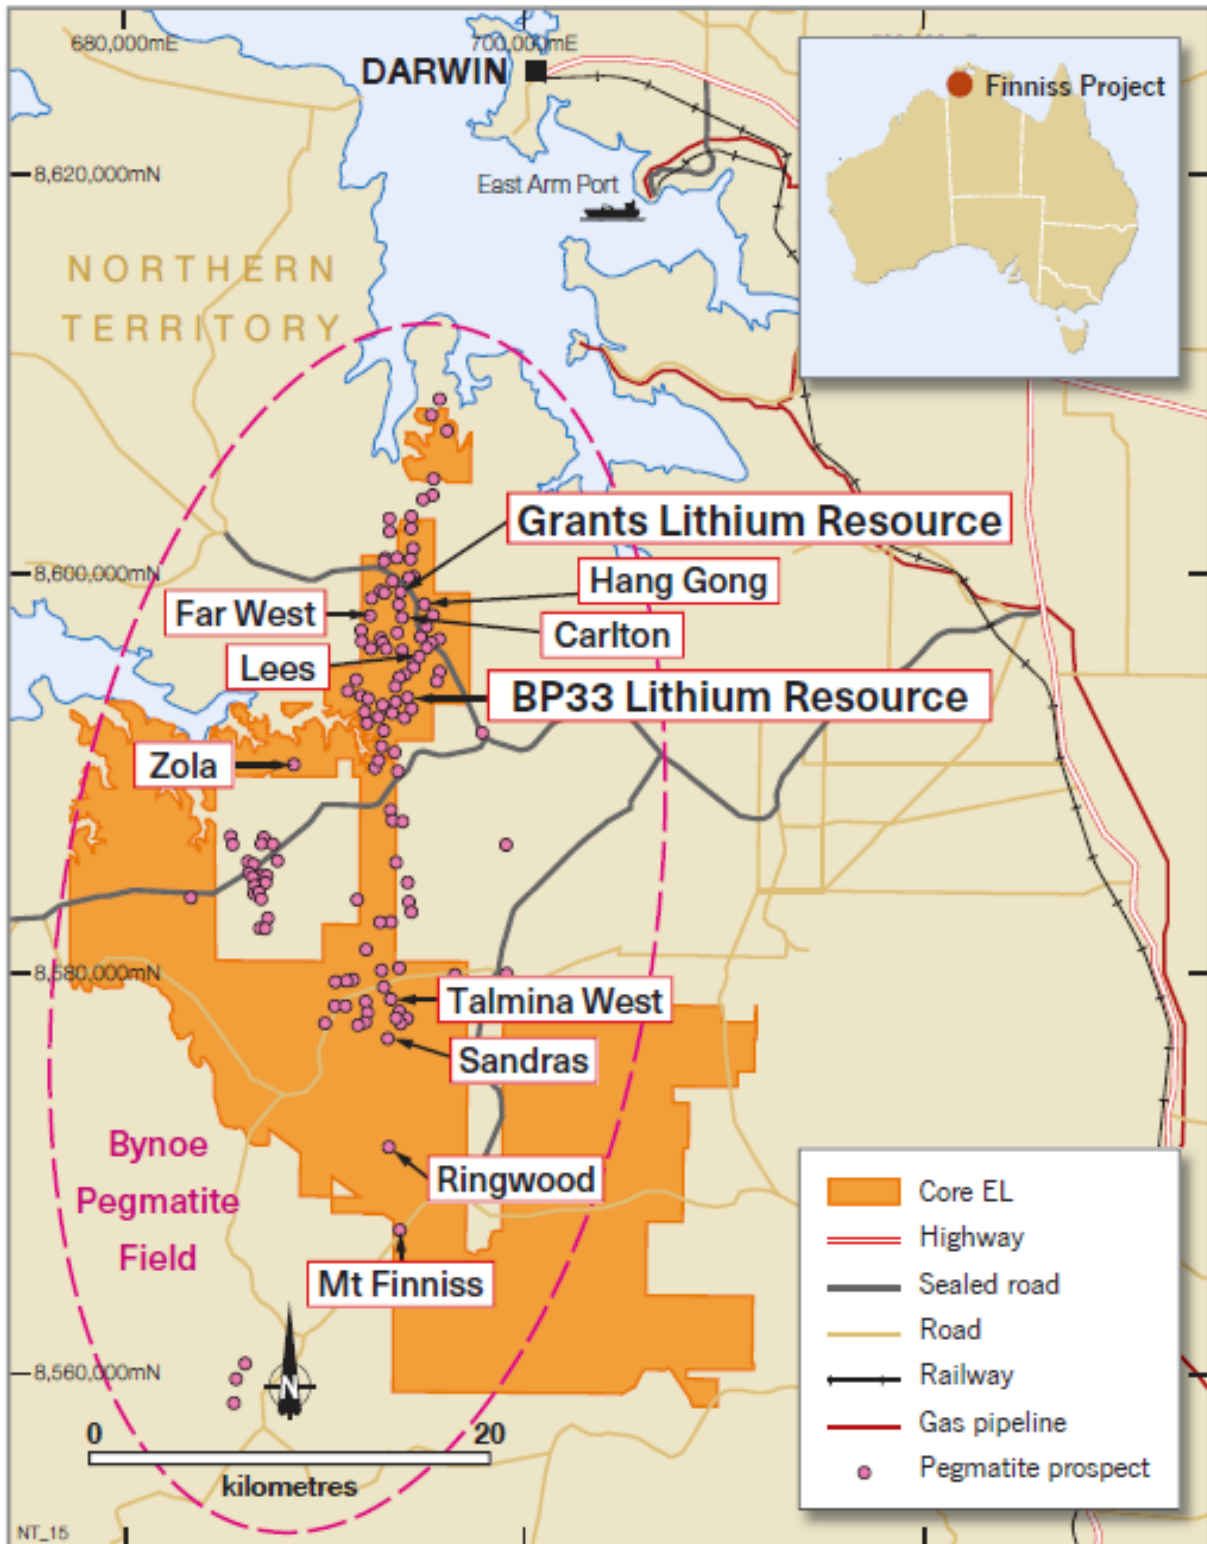 680,000mE
700,000mE
DARWIN
Finniss Project
8,620,000mN
East Arm Port
NORTHERN
TERRITORY
Grants Lithium Resource
8,600,000mN
Hang Gong
Far West
Carlton
Lees
BP33 Lithium Resource
Zola
8,580,000mN
Talmina West
Sandras
Bynoe
Pegmatite
Field
Ringwood
Mt Finniss
8,560,000mN
N
0 20
kilometres
NT_15
Core EL
Highway
Sealed road
Road
Railway
Gas pipeline
Pegmatite prospect